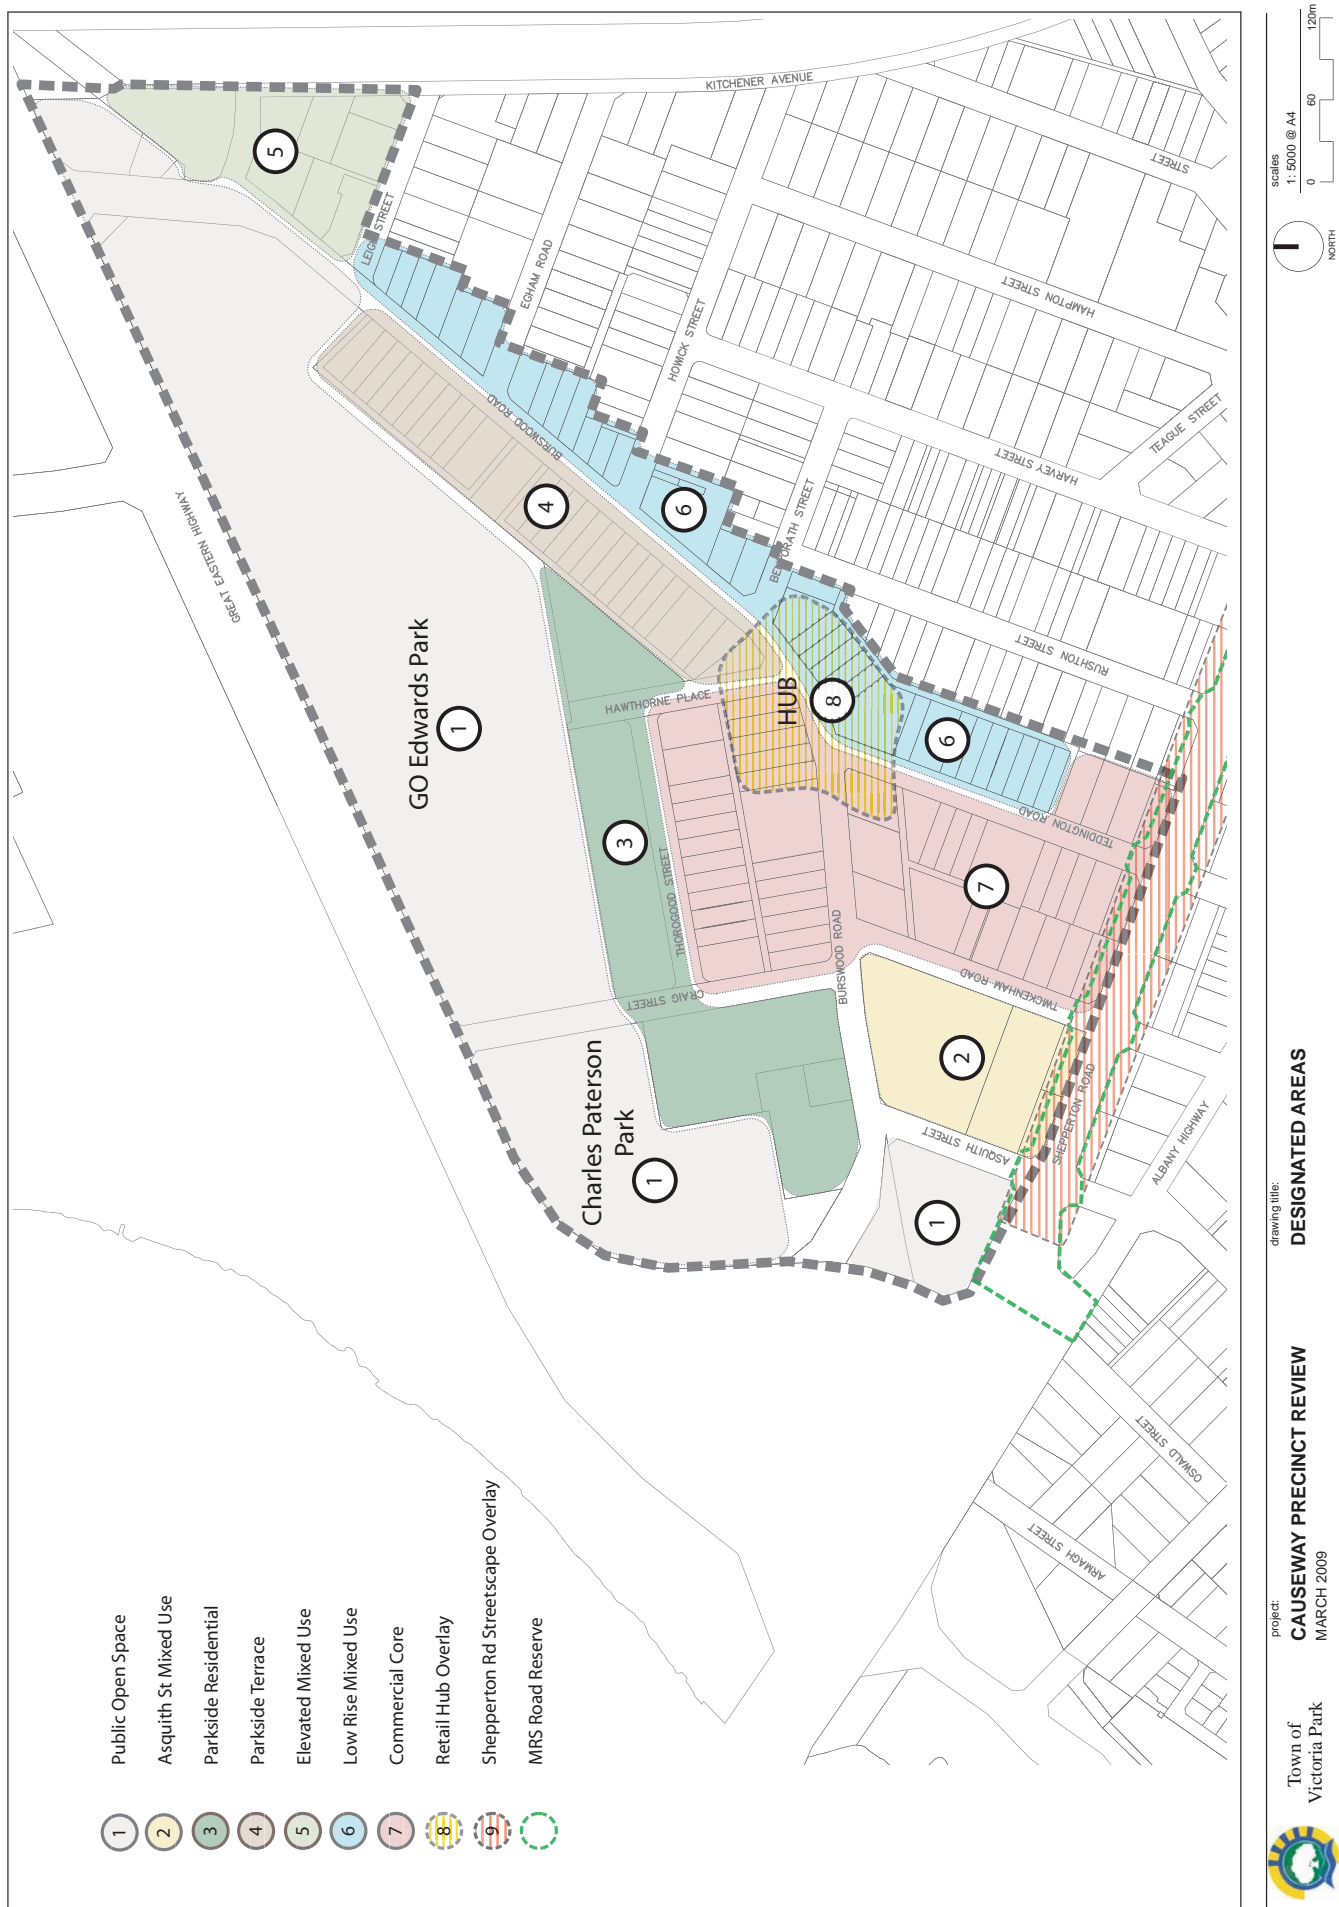 GO Edwards Park
1
Charles Paterson
Park
1
1
2
3
4
5
6
6
7
8
HUB
GREAT EASTERN HIGHWAY
KITCHENER AVENUE
STREET
EGHAM ROAD
HOWICK STREET
STREET
HAMPTON STREET
HARVEY STREET
TEAGUE STREET
RUSHTON STREET
BURSWOOD ROAD
HAWTHORNE PLACE
THOROGOOD STREET
CRAIG STREET
BURSWOOD ROAD
TEDDINGTON ROAD
TWICKENHAM ROAD
ASQUITH STREET
SHEPPERTON ROAD
ALBANY HIGHWAY
OSWALD STREET
ARMAGH STREET
STREET
1 Public Open Space
2 Asquith St Mixed Use
3 Parkside Residential
4 Parkside Terrace
5 Elevated Mixed Use
6 Low Rise Mixed Use
7 Commercial Core
8 Retail Hub Overlay
9 Shepperton Rd Streetscape Overlay
MRS Road Reserve
Town of
Victoria Park
project:
CAUSEWAY PRECINCT REVIEW
MARCH 2009
drawing title:
DESIGNATED AREAS
NORTH
scales
1: 5000 @ A4
0 60 120m